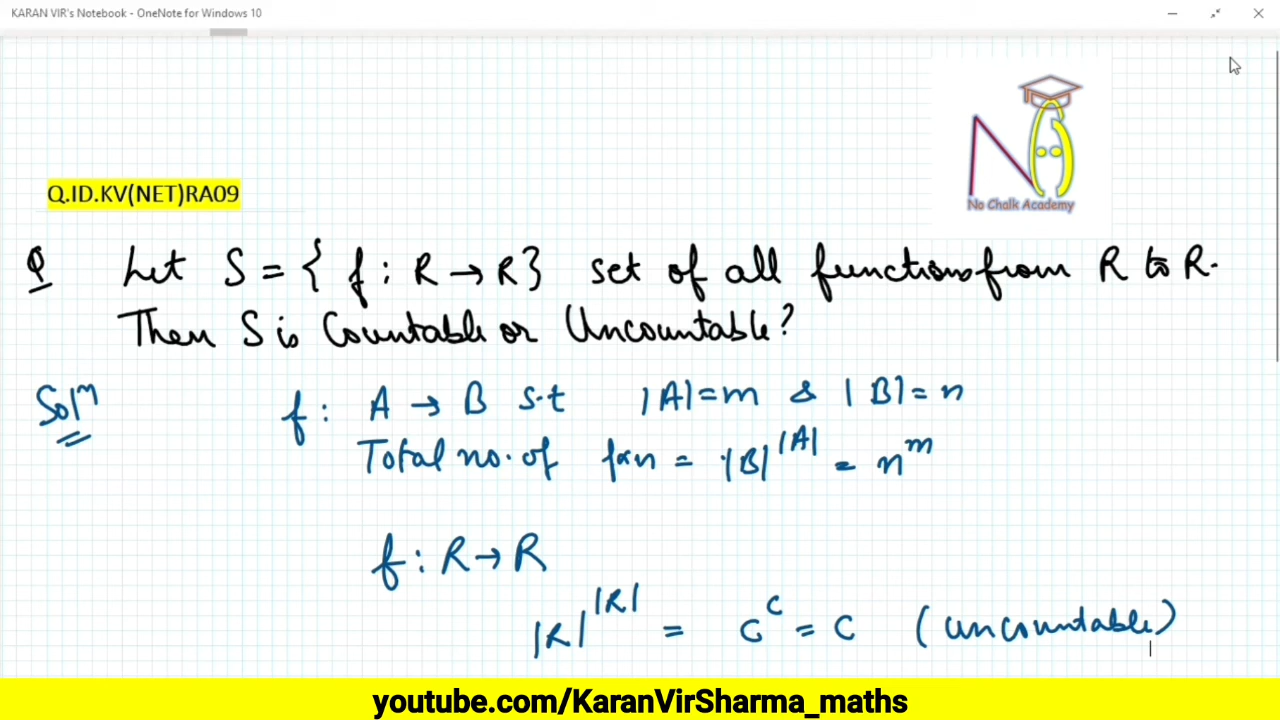 KARAN VIR's Notebook - OneNote for Windows 10
No Chalk Academy
Q.ID.KV(NET)RA09
Q Let S = { f : R → R } set of all functions from R to R.
Then S is Countable or Uncountable?
Solⁿ f : A → B s.t |A| = m & |B| = n
Total no. of fxn = |B|^|A| = n^m
f : R → R
|R|^|R| = c^c = c (uncountable)
youtube.com/KaranVirSharma_maths